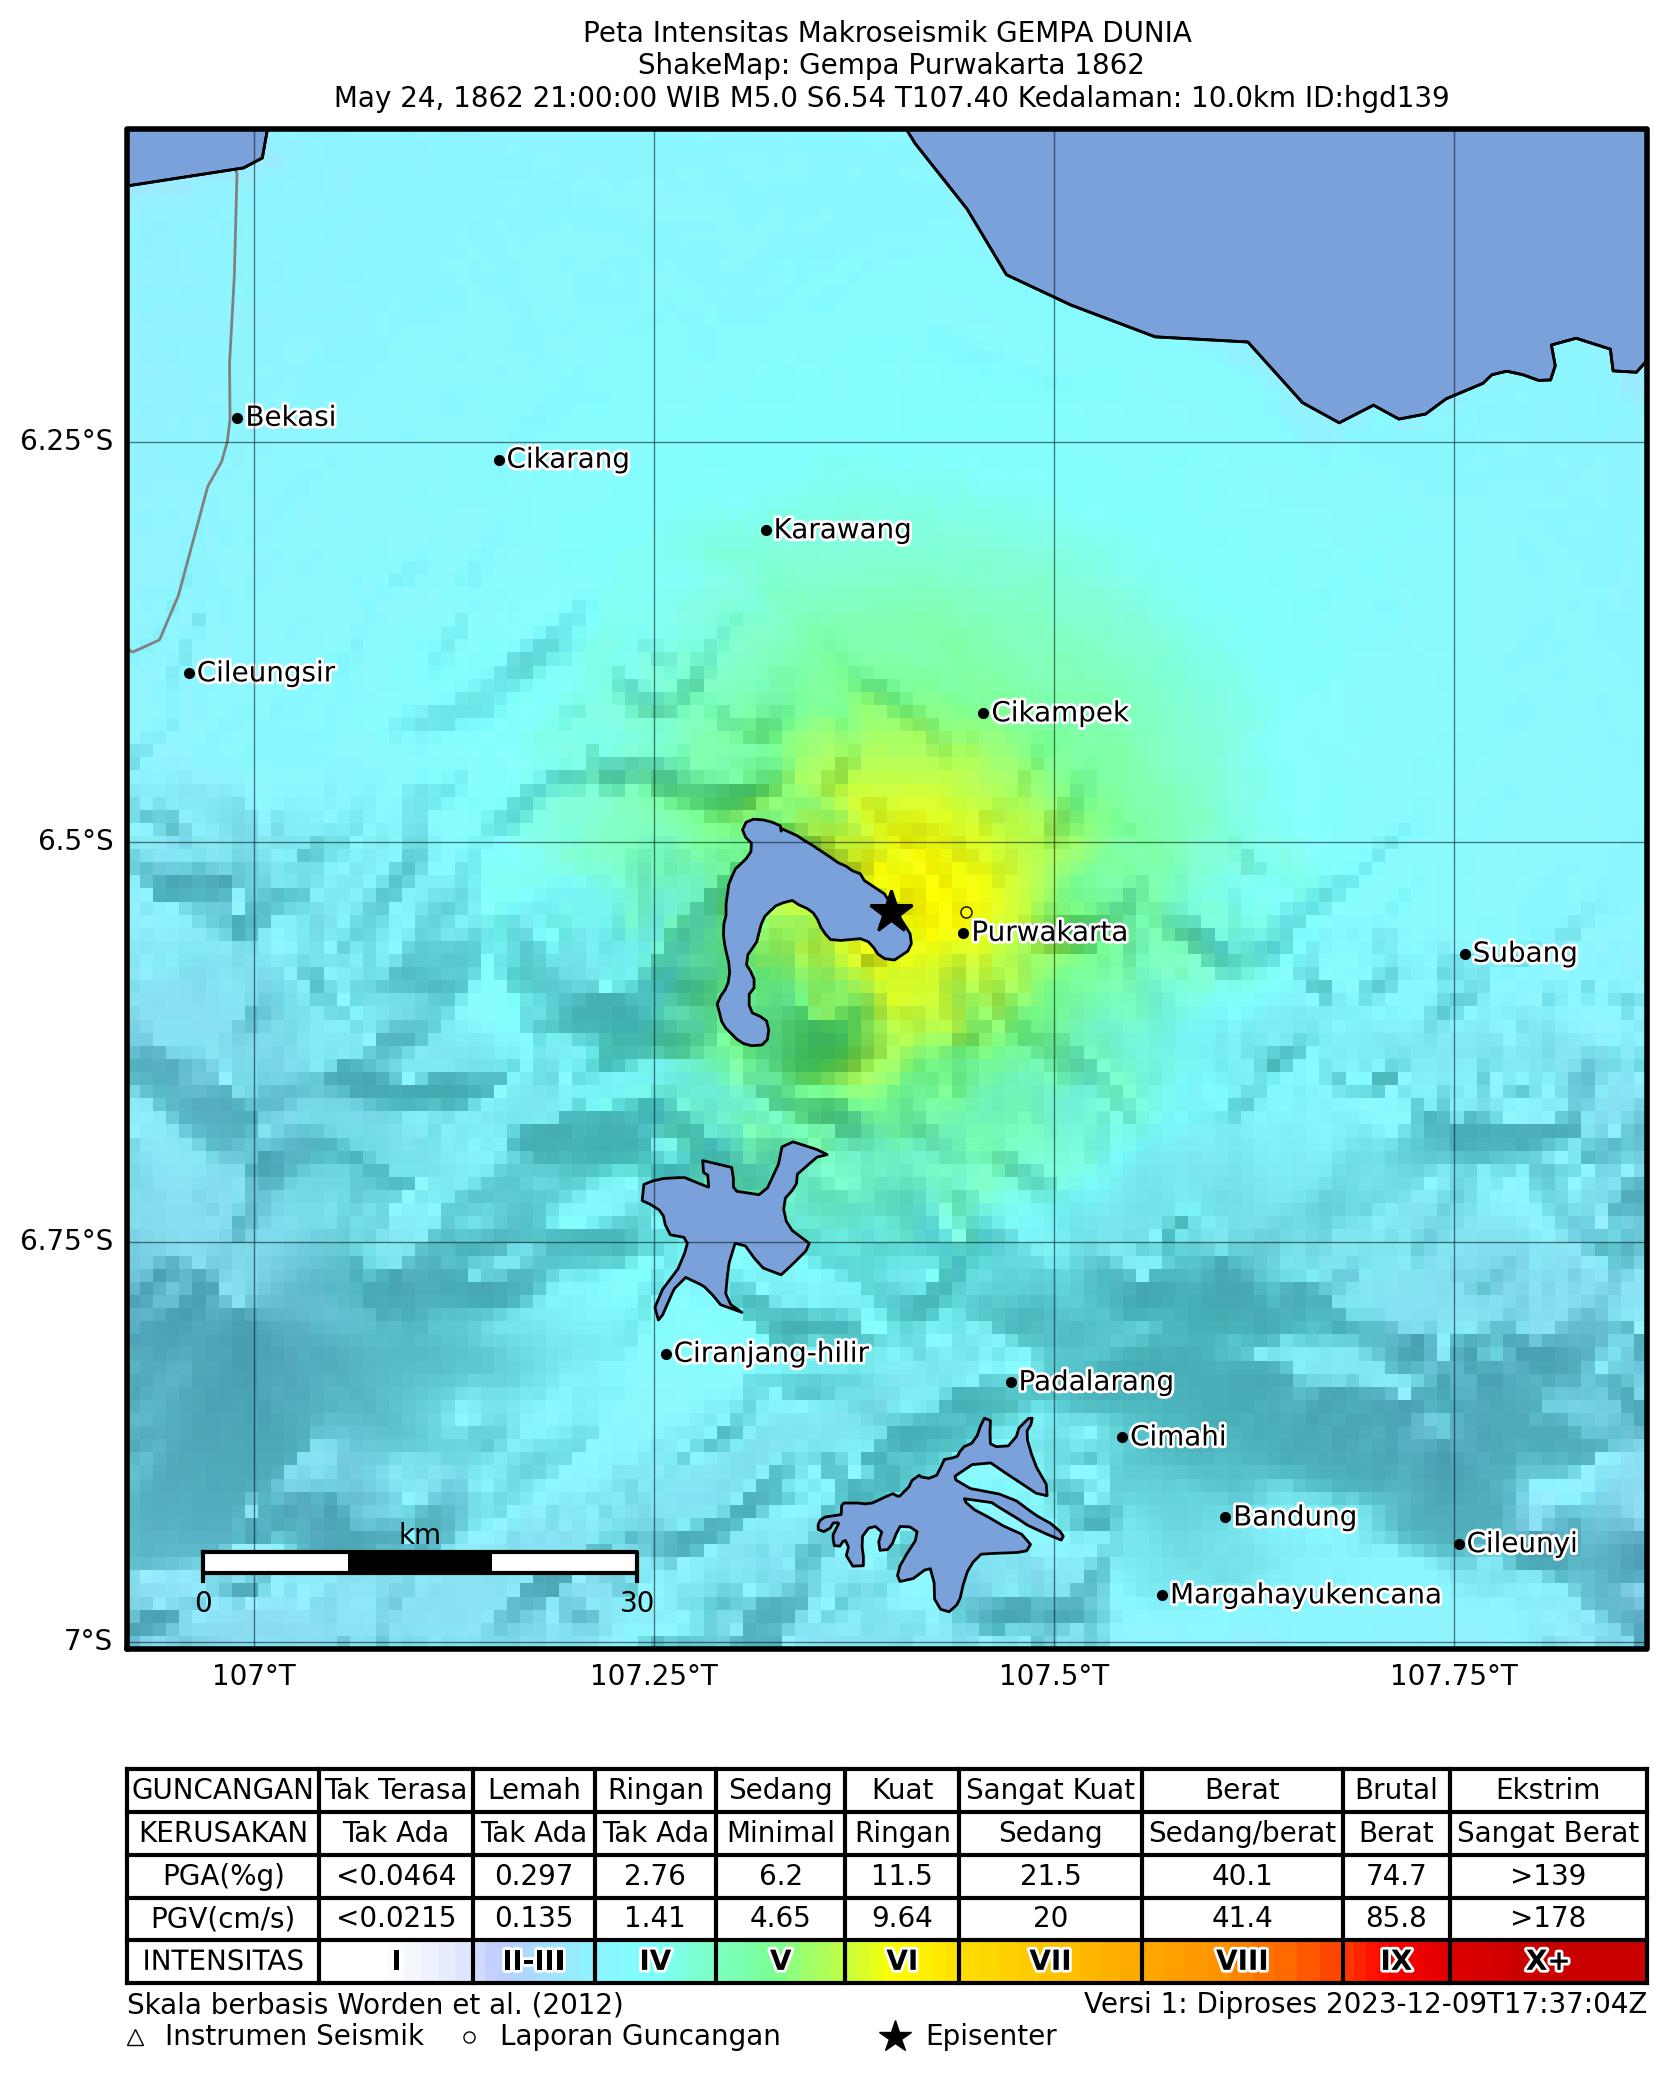 Peta Intensitas Makroseismik GEMPA DUNIA
ShakeMap: Gempa Purwakarta 1862
May 24, 1862 21:00:00 WIB M5.0 S6.54 T107.40 Kedalaman: 10.0km ID:hgd139
Bekasi
6.25°S
Cikarang
Karawang
Cileungsir
Cikampek
6.5°S
Purwakarta
Subang
6.75°S
Ciranjang-hilir
Padalarang
Cimahi
Bandung
km
Cileunyi
Margahayukencana
0 30
7°S
107°T 107.25°T 107.5°T 107.75°T
GUNCANGAN Tak Terasa Lemah Ringan Sedang Kuat Sangat Kuat Berat Brutal Ekstrim
KERUSAKAN Tak Ada Tak Ada Tak Ada Minimal Ringan Sedang Sedang/berat Berat Sangat Berat
PGA(%g) <0.0464 0.297 2.76 6.2 11.5 21.5 40.1 74.7 >139
PGV(cm/s) <0.0215 0.135 1.41 4.65 9.64 20 41.4 85.8 >178
INTENSITAS I II-III IV V VI VII VIII IX X+
Skala berbasis Worden et al. (2012) Versi 1: Diproses 2023-12-09T17:37:04Z
Instrumen Seismik Laporan Guncangan Episenter